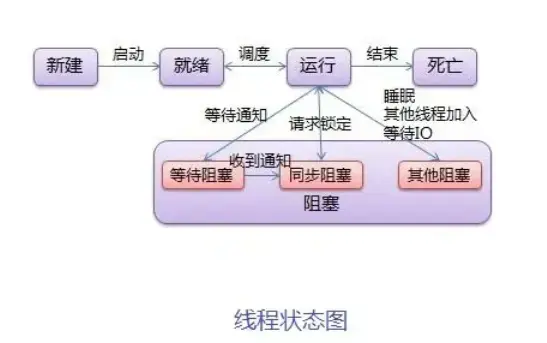 新建
启动
就绪
调度
运行
结束
死亡
等待通知
请求锁定
睡眠
其他线程加入
等待IO
收到通知
等待阻塞
同步阻塞
其他阻塞
阻塞
线程状态图